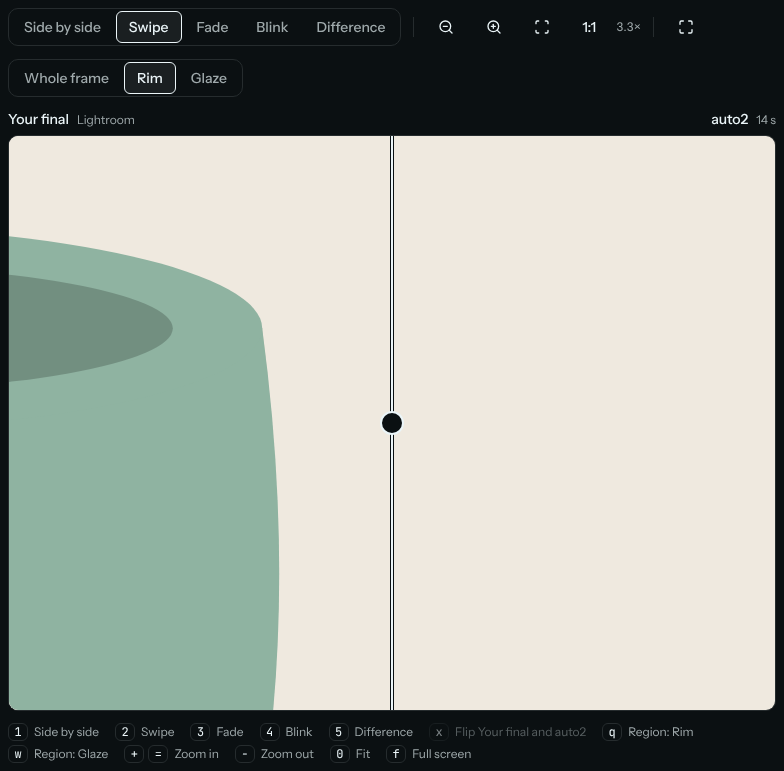 Side by side Swipe Fade Blink Difference 1:1 3.3×
Whole frame Rim Glaze
Your final Lightroom auto2 14 s
1 Side by side 2 Swipe 3 Fade 4 Blink 5 Difference x Flip Your final and auto2 q Region: Rim
w Region: Glaze + = Zoom in - Zoom out 0 Fit f Full screen